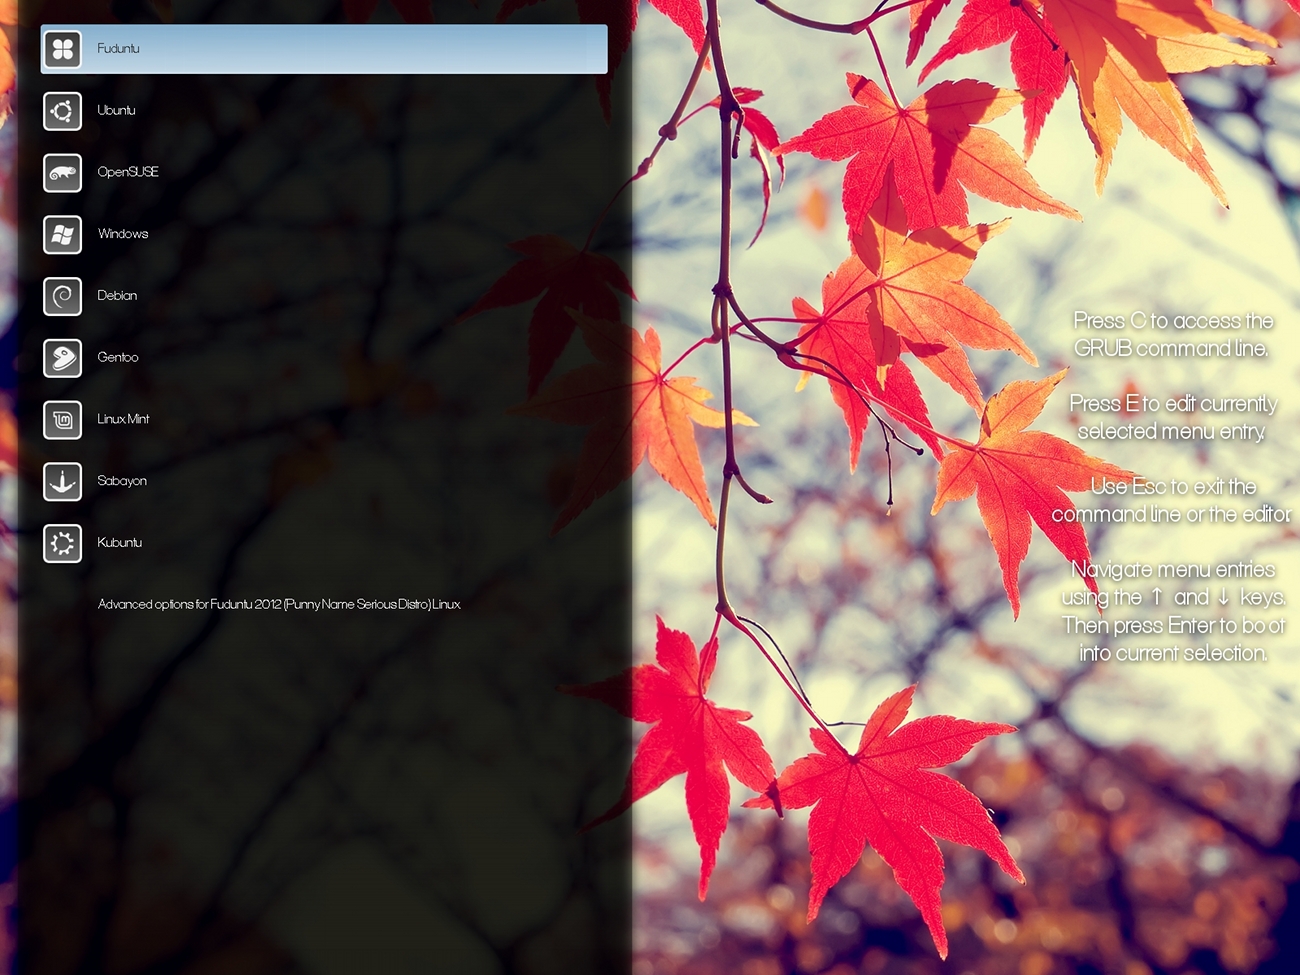 Fuduntu
Ubuntu
OpenSUSE
Windows
Debian
Gentoo
Linux Mint
Sabayon
Kubuntu
Advanced options for Fuduntu 2012 (Punny Name Serious Distro) Linux
Press C to access the
GRUB command line.
Press E to edit currently
selected menu entry.
Use Esc to exit the
command line or the editor
Navigate menu entries
using the ↑ and ↓ keys.
Then press Enter to boot
into current selection.